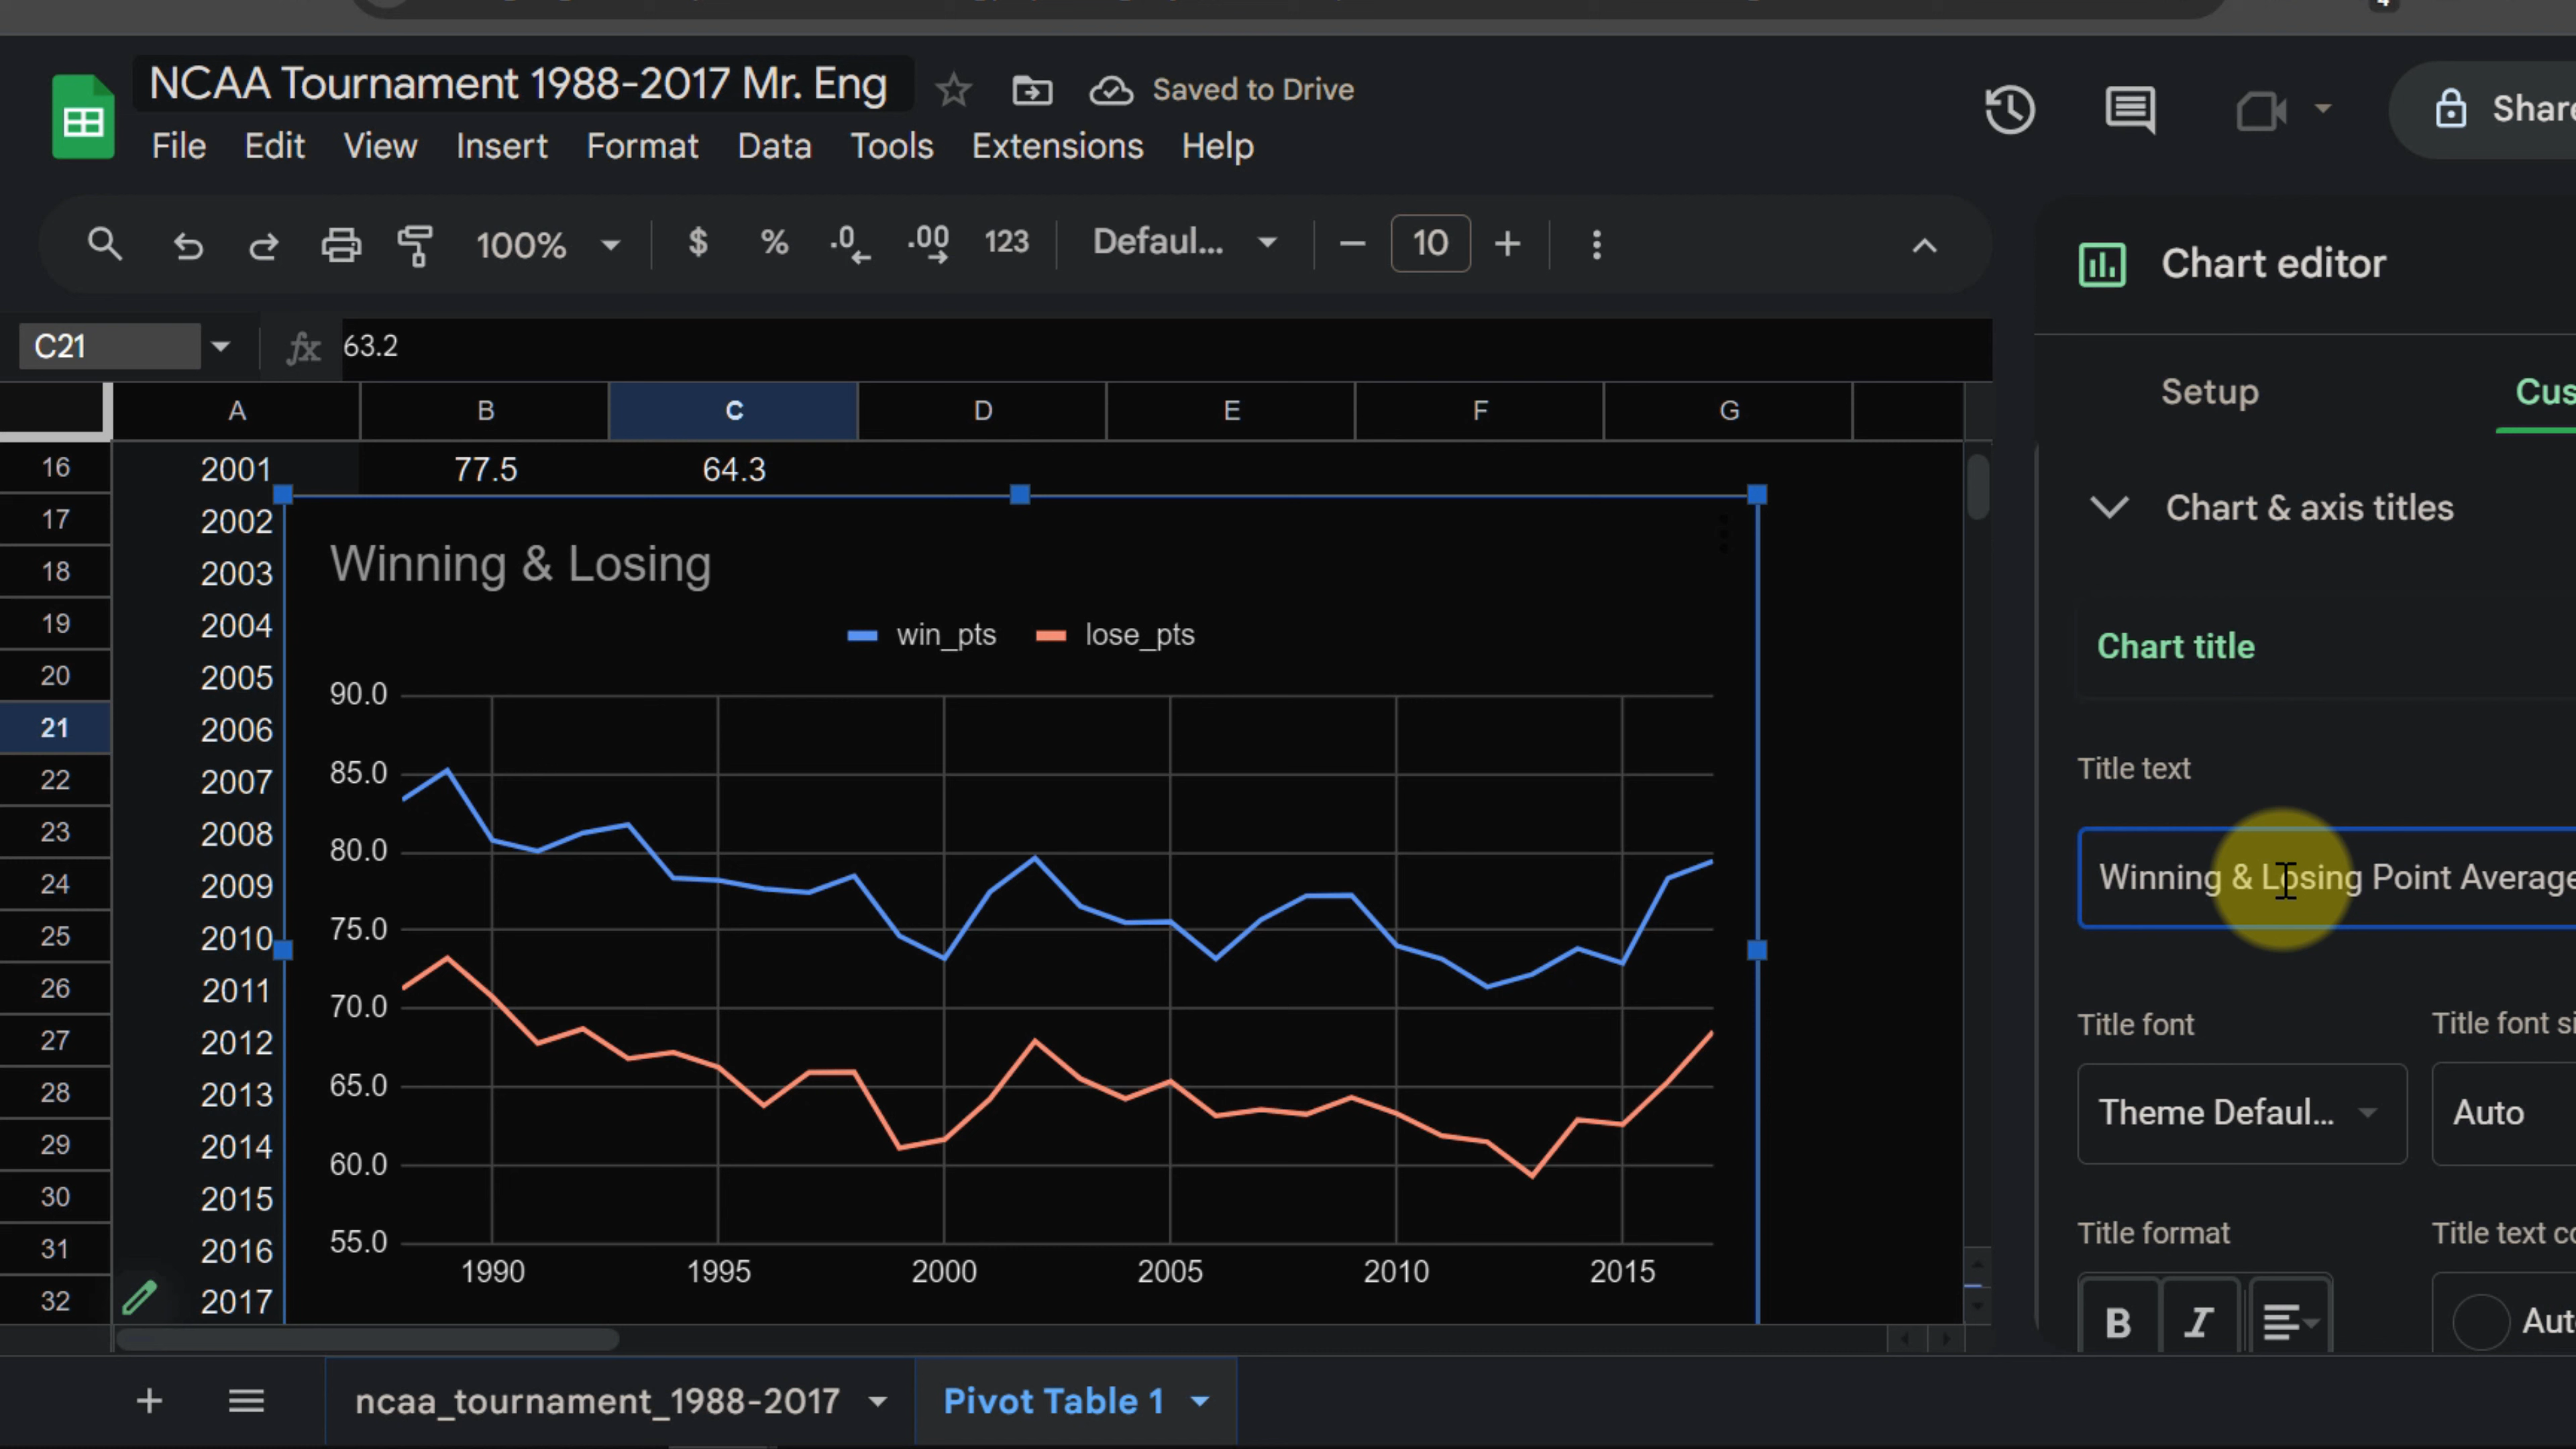 4
NCAA Tournament 1988-2017 Mr. Eng
Saved to Drive
Share
File Edit View Insert Format Data Tools Extensions Help
100% $ % .0 .00 123 Defaul... 10
Chart editor
C21 fx 63.2
Setup Cus
A B C D E F G
16 2001 77.5 64.3
17 2002
18 2003
19 2004
20 2005
21 2006
22 2007
23 2008
24 2009
25 2010
26 2011
27 2012
28 2013
29 2014
30 2015
31 2016
32 2017
Winning & Losing
win_pts lose_pts
90.0
85.0
80.0
75.0
70.0
65.0
60.0
55.0
1990 1995 2000 2005 2010 2015
Chart & axis titles
Chart title
Title text
Winning & Losing Point Average
Title font Title font si
Theme Defaul... Auto
Title format Title text co
B I Aut
ncaa_tournament_1988-2017 Pivot Table 1